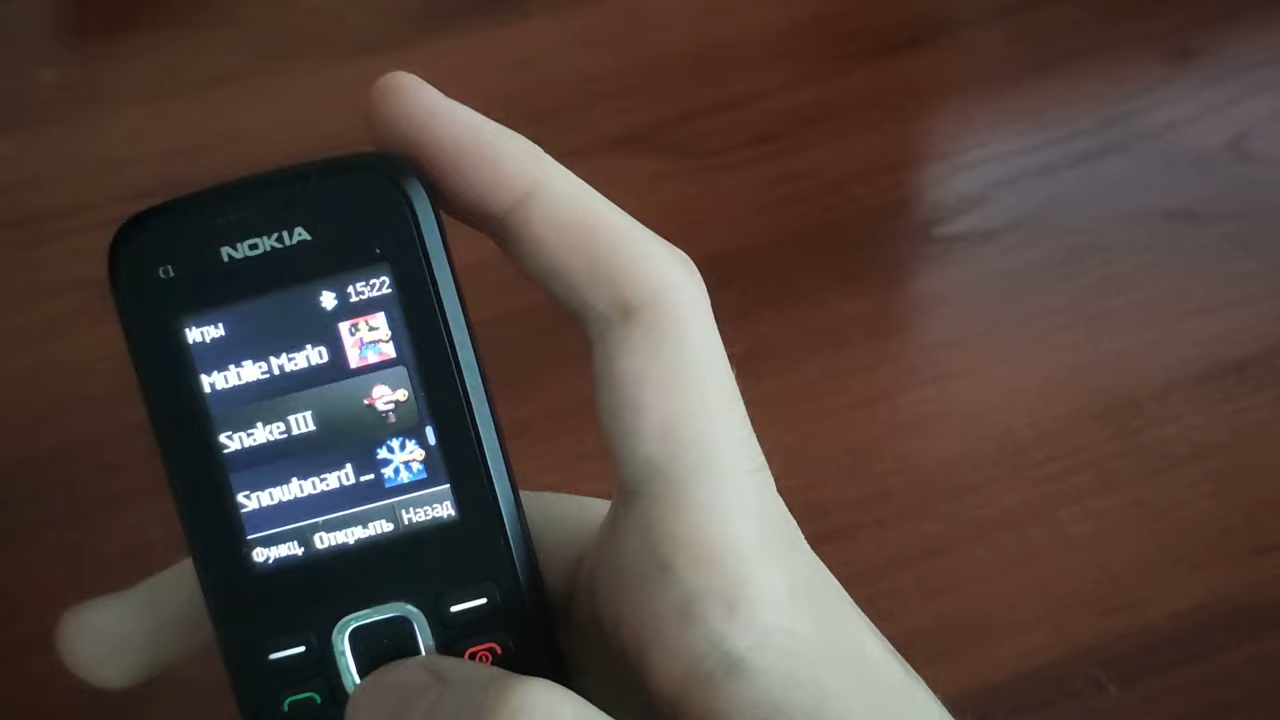 NOKIA
C1
15:22
Игры
Mobile Mario
Snake III
Snowboard ...
Функц. Открыть Назад